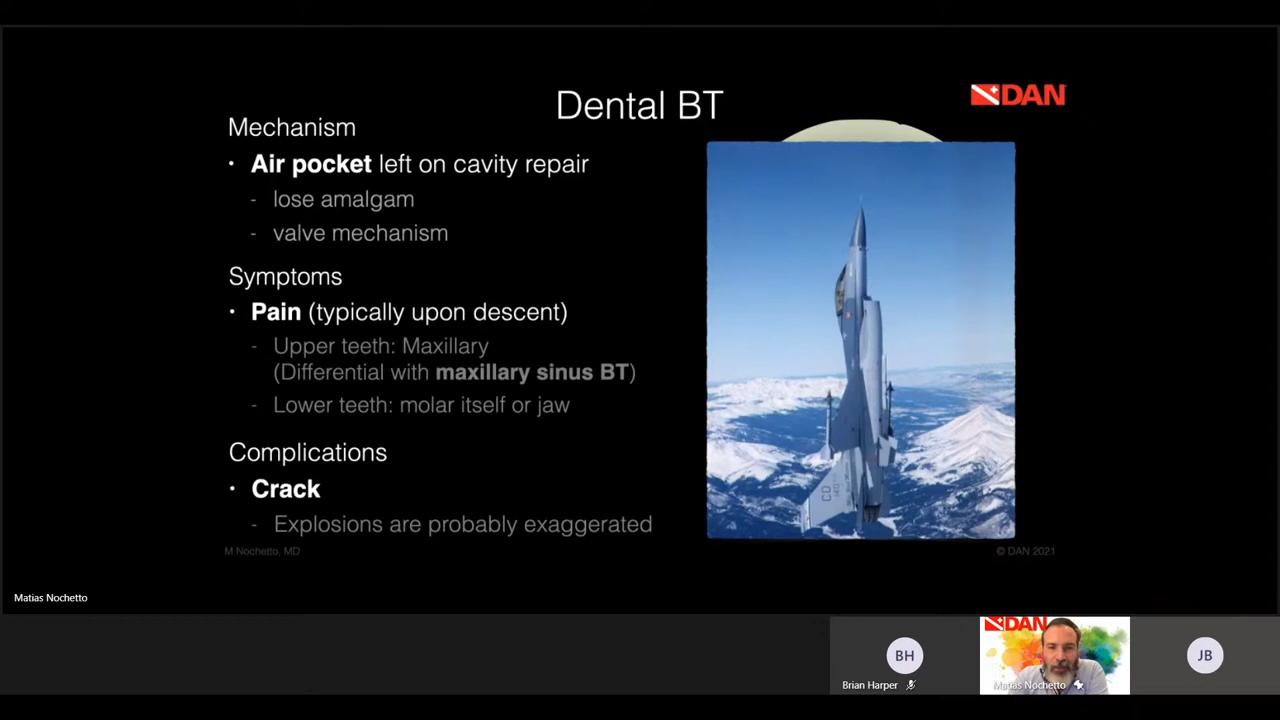 Dental BT
DAN
Mechanism
• Air pocket left on cavity repair
- lose amalgam
- valve mechanism
Symptoms
• Pain (typically upon descent)
- Upper teeth: Maxillary
(Differential with maxillary sinus BT)
- Lower teeth: molar itself or jaw
Complications
• Crack
- Explosions are probably exaggerated
CO
M.Nochetto, MD
© DAN 2021
Matias Nochetto
BH
Brian Harper
DAN
Matias Nochetto
JB